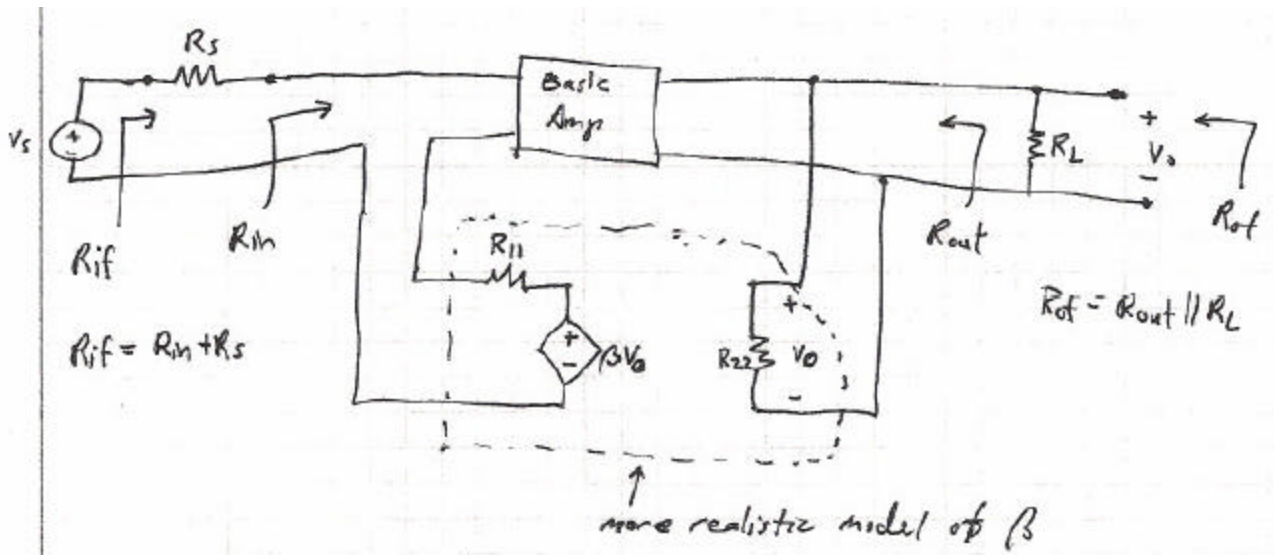 Rs
Basic
Amp
Vs
+
-
RL
+
Vo
-
Rif
Rin
R11
Rout
Rof
Rof = Rout || RL
+
-
βVo
R22
+
Vo
-
Rif = Rin + Rs
more realistic model of β